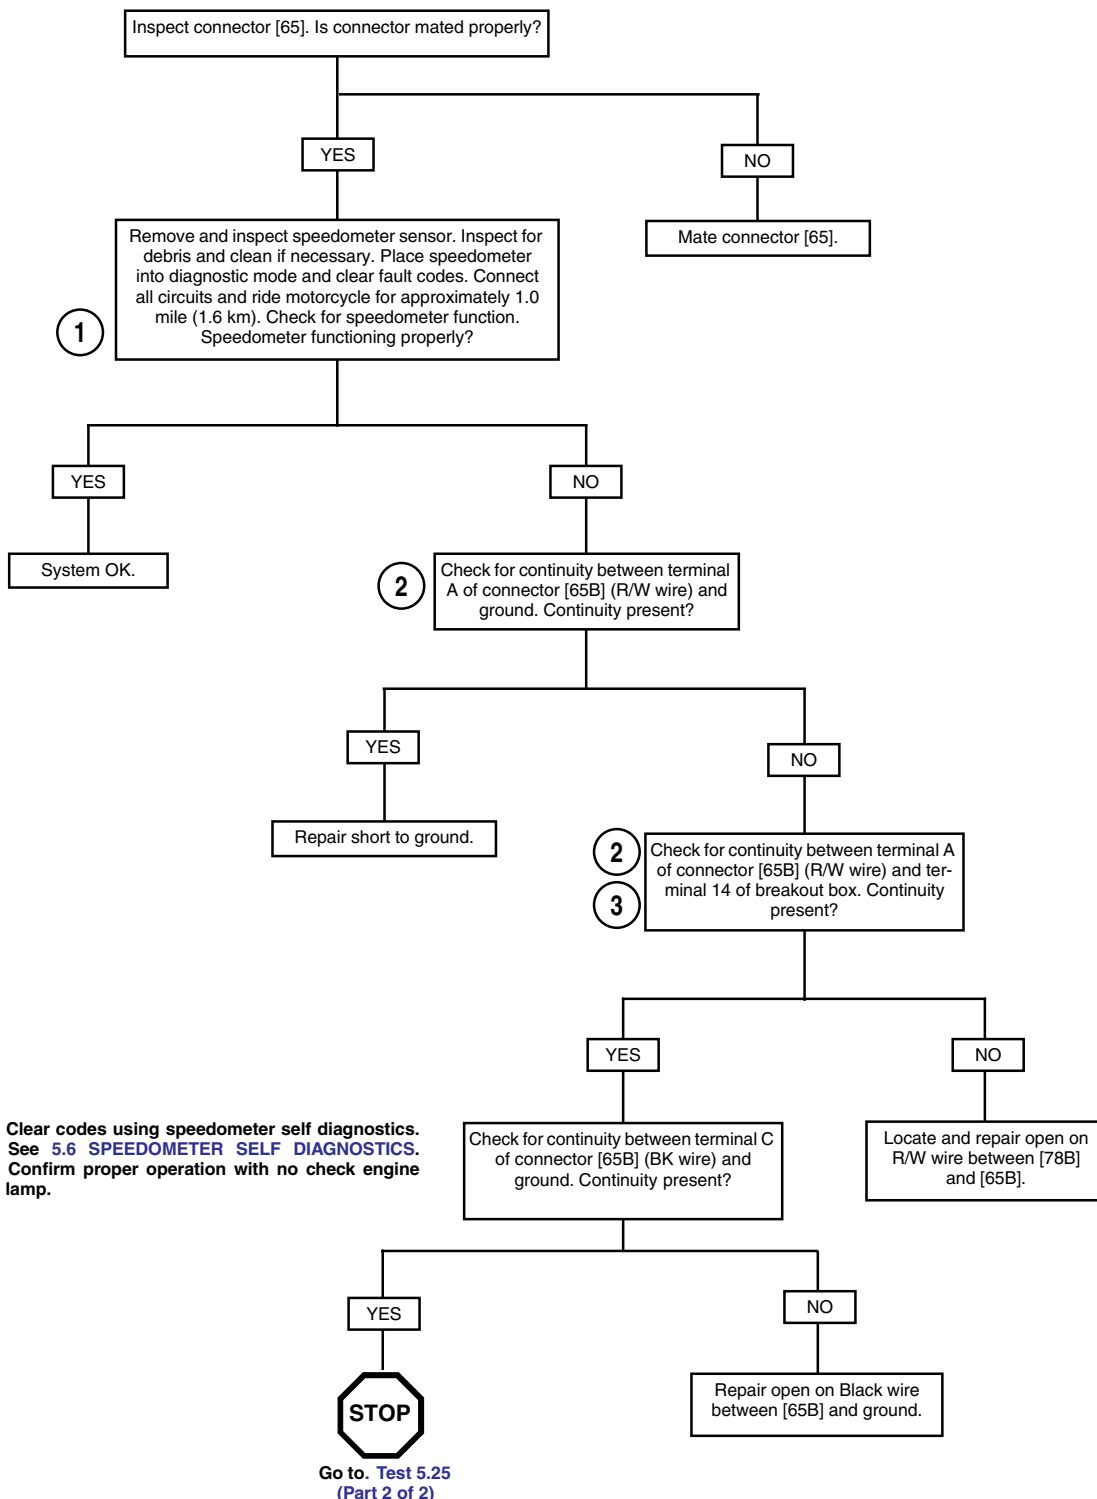 Inspect connector [65]. Is connector mated properly?
YES
NO
Remove and inspect speedometer sensor. Inspect for
debris and clean if necessary. Place speedometer
into diagnostic mode and clear fault codes. Connect
all circuits and ride motorcycle for approximately 1.0
mile (1.6 km). Check for speedometer function.
Speedometer functioning properly?
1
Mate connector [65].
YES
NO
System OK.
2
Check for continuity between terminal
A of connector [65B] (R/W wire) and
ground. Continuity present?
YES
NO
Repair short to ground.
2
3
Check for continuity between terminal A
of connector [65B] (R/W wire) and ter-
minal 14 of breakout box. Continuity
present?
YES
NO
Clear codes using speedometer self diagnostics.
See 5.6 SPEEDOMETER SELF DIAGNOSTICS.
Confirm proper operation with no check engine
lamp.
Check for continuity between terminal C
of connector [65B] (BK wire) and
ground. Continuity present?
Locate and repair open on
R/W wire between [78B]
and [65B].
YES
NO
STOP
Go to. Test 5.25
(Part 2 of 2)
Repair open on Black wire
between [65B] and ground.